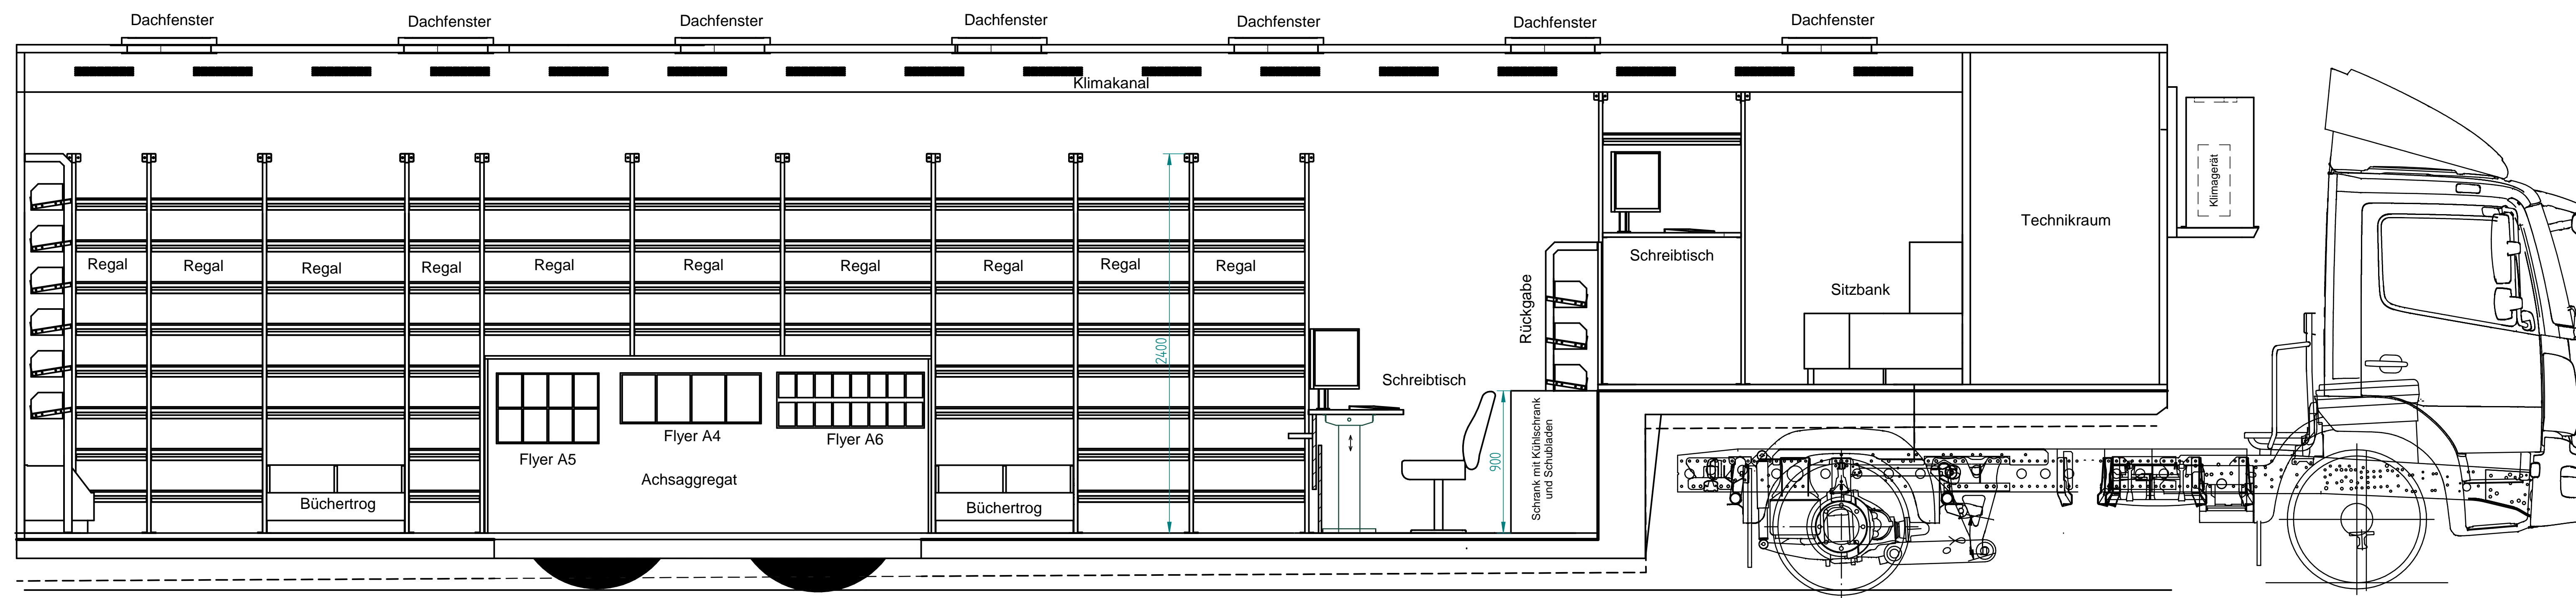 Dachfenster
Dachfenster
Dachfenster
Dachfenster
Dachfenster
Dachfenster
Dachfenster
Klimakanal
Klimagerät
Technikraum
Regal
Regal
Regal
Regal
Regal
Regal
Regal
Regal
Regal
Regal
2400
Rückgabe
Schreibtisch
Sitzbank
Schreibtisch
Flyer A5
Flyer A4
Flyer A6
Achsaggregat
Büchertrog
Büchertrog
900
Schrank mit Kühlschrank
und Schubladen